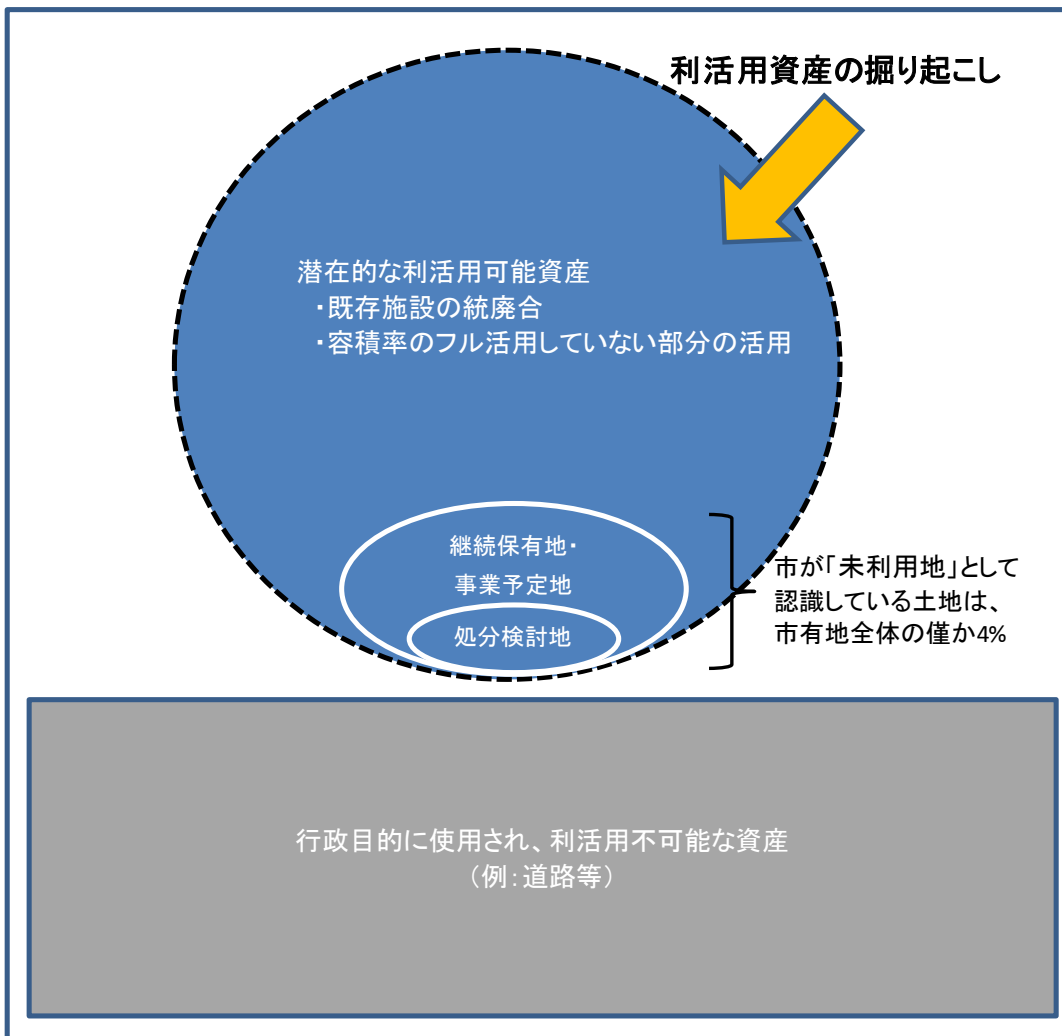 利活用資産の掘り起こし
潜在的な利活用可能資産
・既存施設の統廃合
・容積率のフル活用していない部分の活用
継続保有地・
事業予定地
処分検討地
市が「未利用地」として
認識している土地は、
市有地全体の僅か4%
行政目的に使用され、利活用不可能な資産
（例：道路等）